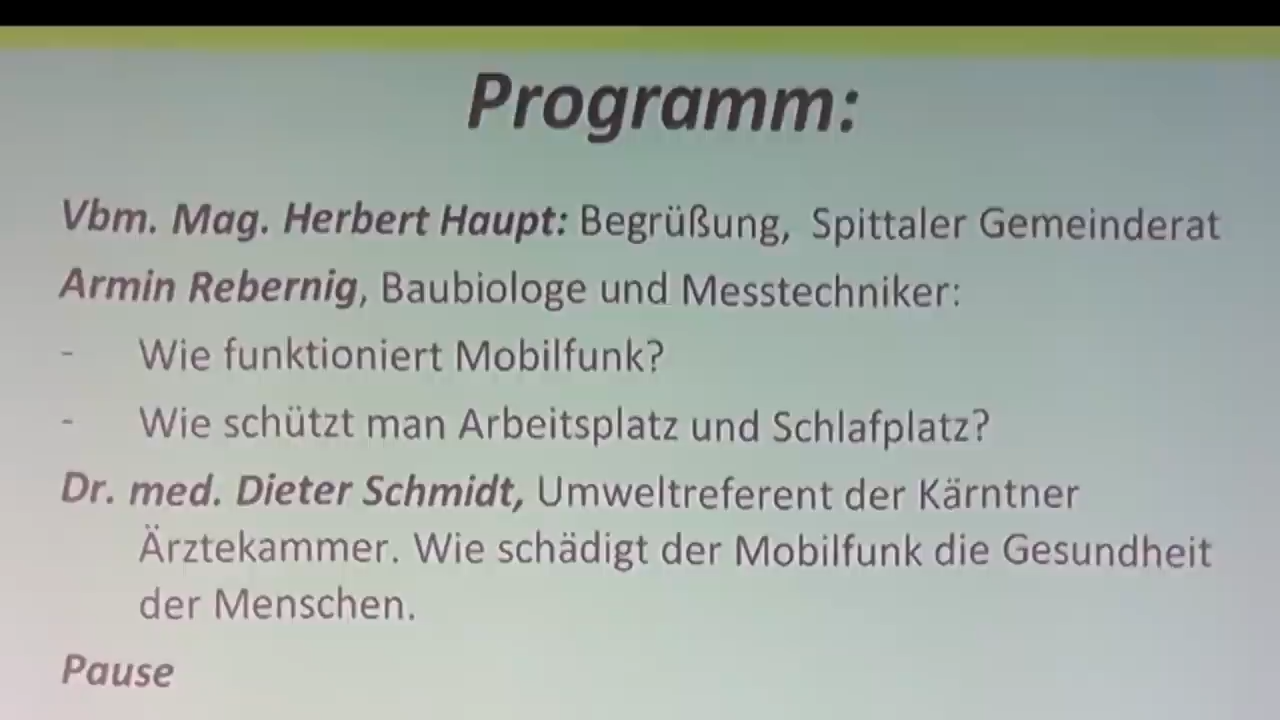 Programm:
Vbm. Mag. Herbert Haupt: Begrüßung, Spittaler Gemeinderat
Armin Rebernig, Baubiologe und Messtechniker:
- Wie funktioniert Mobilfunk?
- Wie schützt man Arbeitsplatz und Schlafplatz?
Dr. med. Dieter Schmidt, Umweltreferent der Kärntner
Ärztekammer. Wie schädigt der Mobilfunk die Gesundheit
der Menschen.
Pause